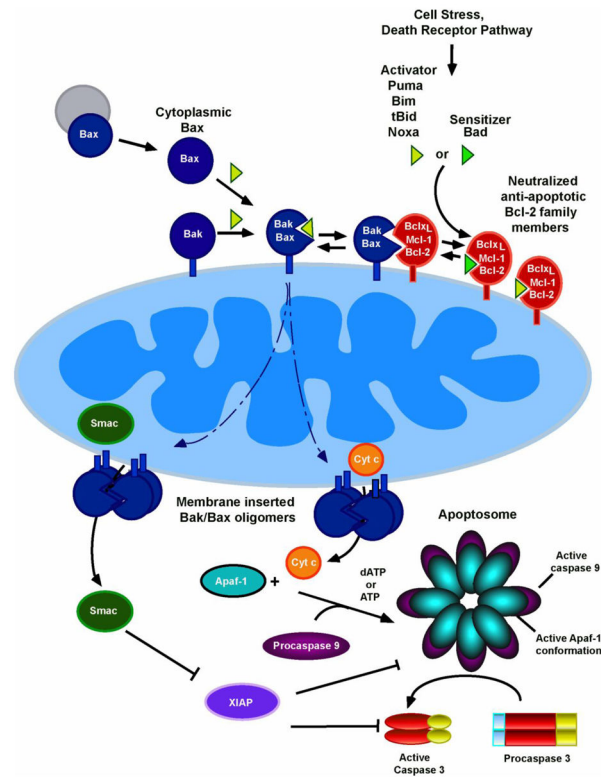 Cell Stress,
Death Receptor Pathway
Activator
Puma
Bim
tBid
Noxa
or
Sensitizer
Bad
Cytoplasmic
Bax
Bax
Bax
Neutralized
anti-apoptotic
Bcl-2 family
members
Bak
Bak
Bax
Bak
Bax
BclxL
Mcl-1
Bcl-2
BclxL
Mcl-1
Bcl-2
BclxL
Mcl-1
Bcl-2
Smac
Cyt c
Membrane inserted
Bak/Bax oligomers
Apoptosome
Cyt c
Apaf-1
+
dATP
or
ATP
Active
caspase 9
Smac
Procaspase 9
Active Apaf-1
conformation
XIAP
Active
Caspase 3
Procaspase 3